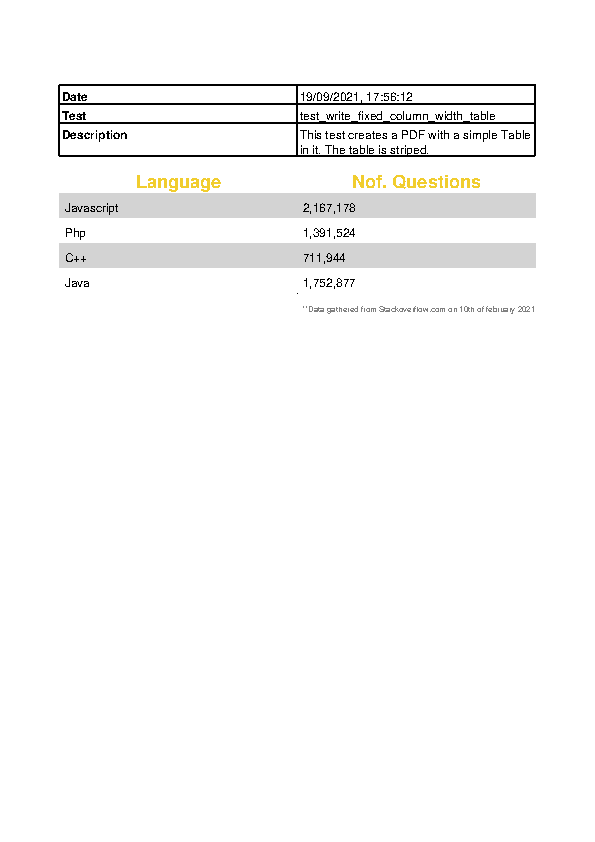 Date 19/09/2021, 17:56:12
Test test_write_fixed_column_width_table
Description This test creates a PDF with a simple Table
in it. The table is striped.
Language Nof. Questions
Javascript 2,167,178
Php 1,391,524
C++ 711,944
Java 1,752,877
**Data gathered from Stackoverflow.com on 10th of february 2021